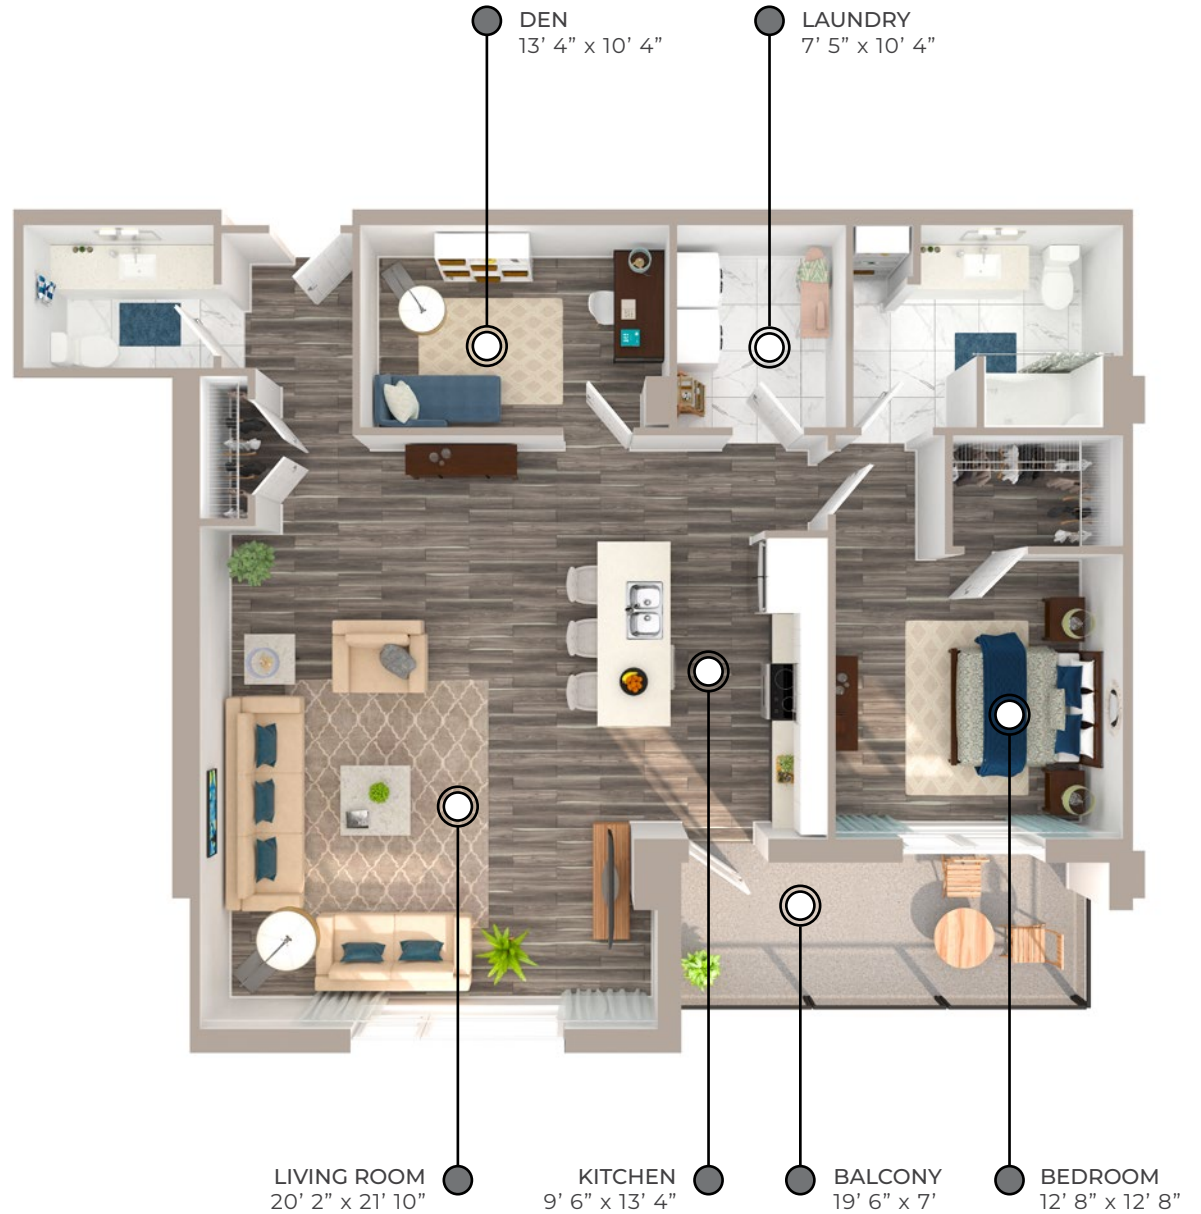 DEN
13’ 4” x 10’ 4”
LAUNDRY
7’ 5” x 10’ 4”
LIVING ROOM
20’ 2” x 21’ 10”
KITCHEN
9’ 6” x 13’ 4”
BALCONY
19’ 6” x 7’
BEDROOM
12’ 8” x 12’ 8”